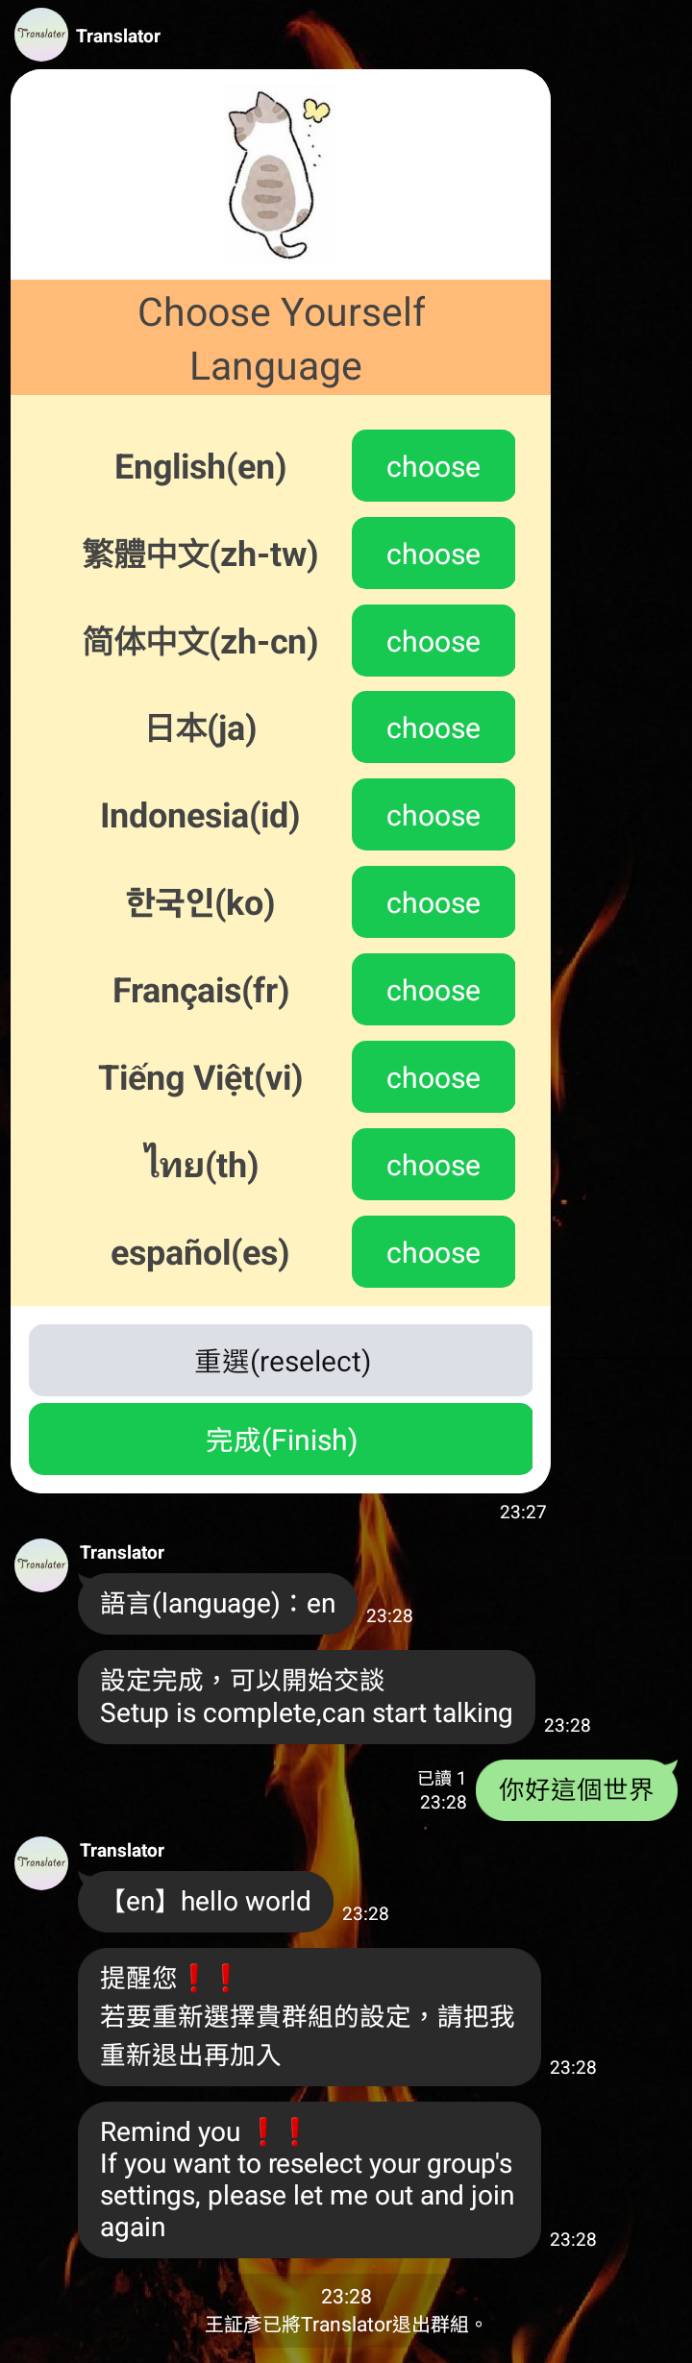 Translator
Translator
Choose Yourself
Language
English(en) choose
繁體中文(zh-tw) choose
简体中文(zh-cn) choose
日本(ja) choose
Indonesia(id) choose
한국인(ko) choose
Français(fr) choose
Tiếng Việt(vi) choose
ไทย(th) choose
español(es) choose
重選(reselect)
完成(Finish)
23:27
Translator
Translator
語言(language)：en
23:28
設定完成，可以開始交談
Setup is complete,can start talking
23:28
已讀 1
23:28
你好這個世界
Translator
Translator
【en】hello world
23:28
提醒您❗❗
若要重新選擇貴群組的設定，請把我
重新退出再加入
23:28
Remind you ❗❗
If you want to reselect your group's
settings, please let me out and join
again
23:28
23:28
王証彥已將Translator退出群組。